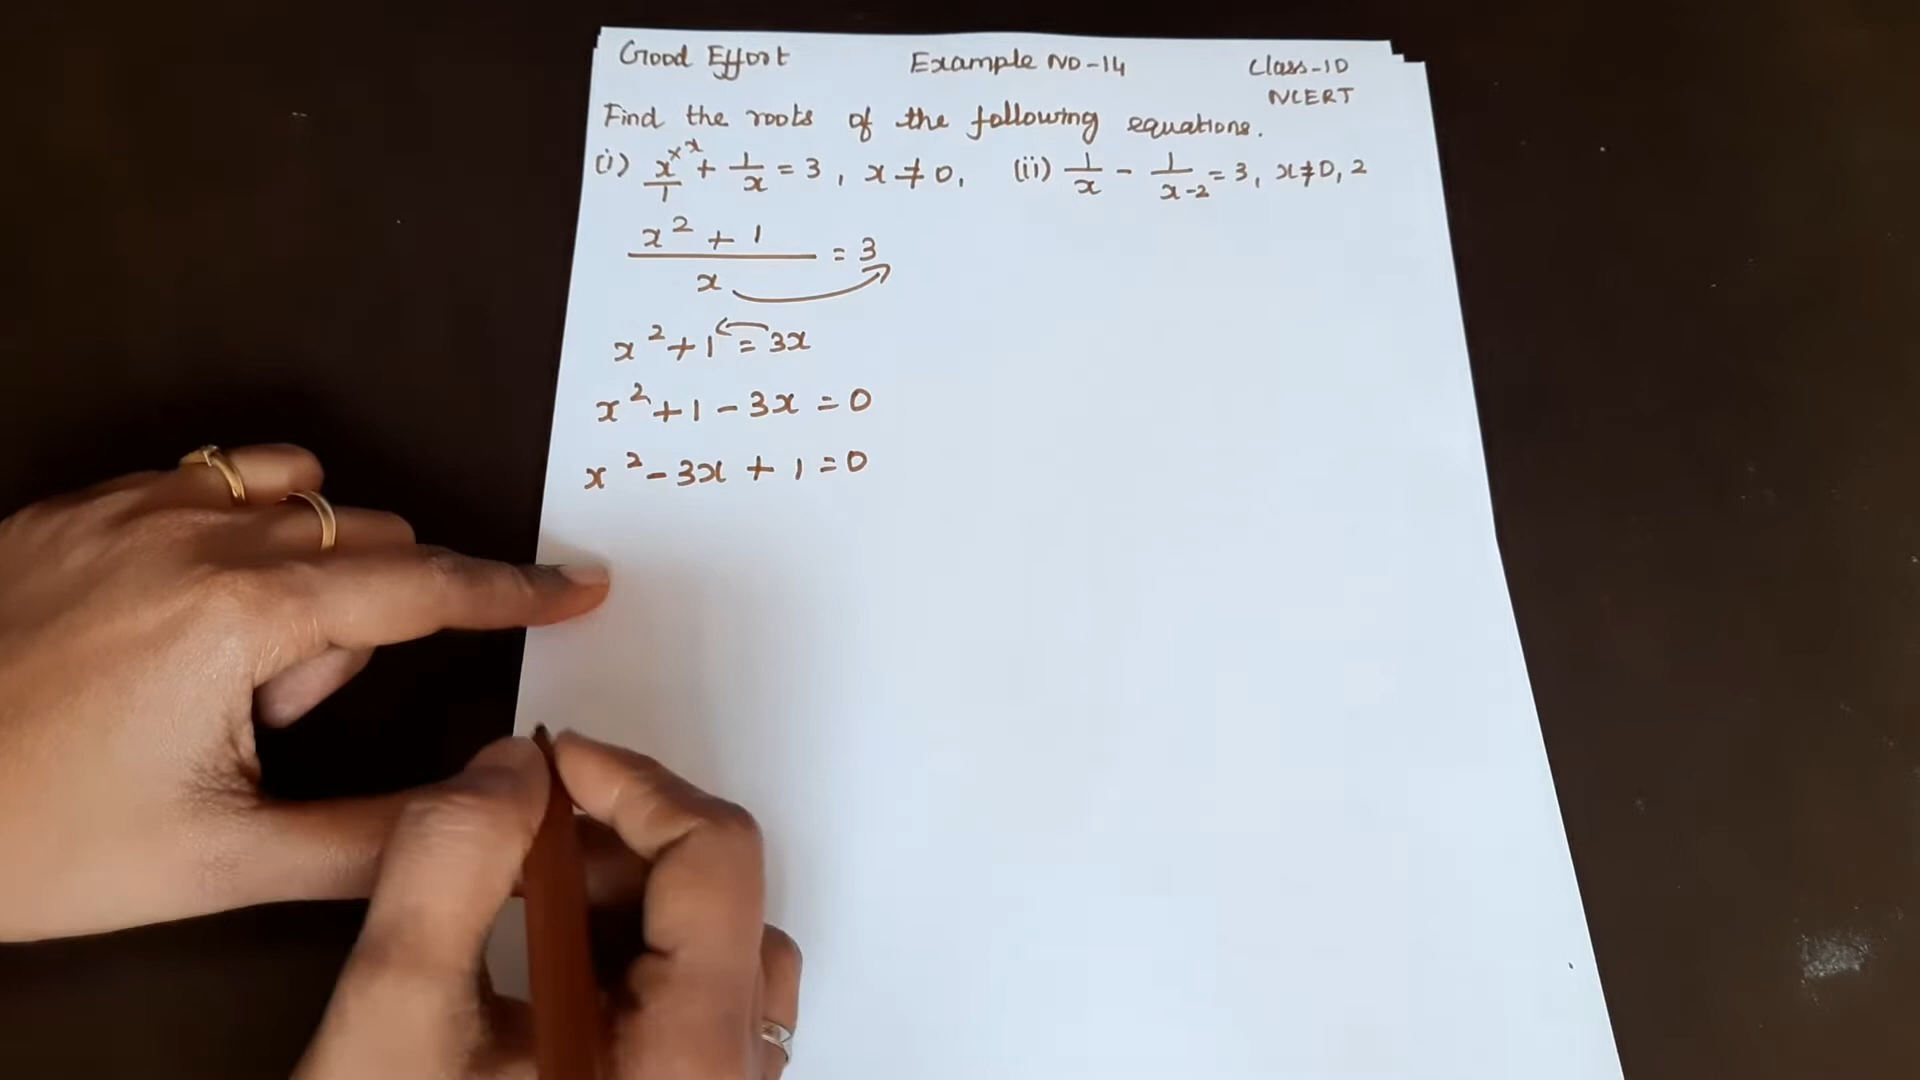 Good Effort Example NO-14 Class-10
NCERT
Find the roots of the following equations.
(i) x/1 ×x + 1/x = 3, x ≠ 0, (ii) 1/x - 1/x-2 = 3, x ≠ 0, 2
x² + 1 / x = 3
x² + 1 = 3x
x² + 1 - 3x = 0
x² - 3x + 1 = 0